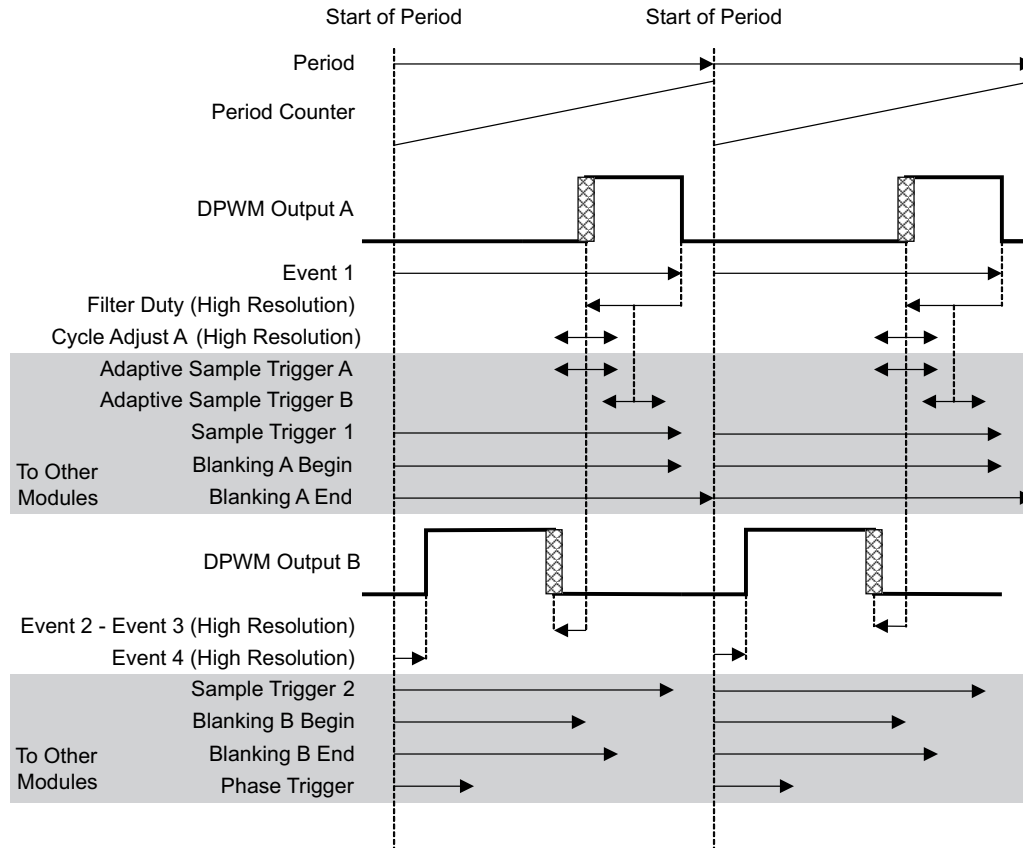 Start of Period
Start of Period
Period
Period Counter
DPWM Output A
Event 1
Filter Duty (High Resolution)
Cycle Adjust A (High Resolution)
Adaptive Sample Trigger A
Adaptive Sample Trigger B
Sample Trigger 1
Blanking A Begin
Blanking A End
To Other
Modules
DPWM Output B
Event 2 - Event 3 (High Resolution)
Event 4 (High Resolution)
Sample Trigger 2
Blanking B Begin
Blanking B End
Phase Trigger
To Other
Modules